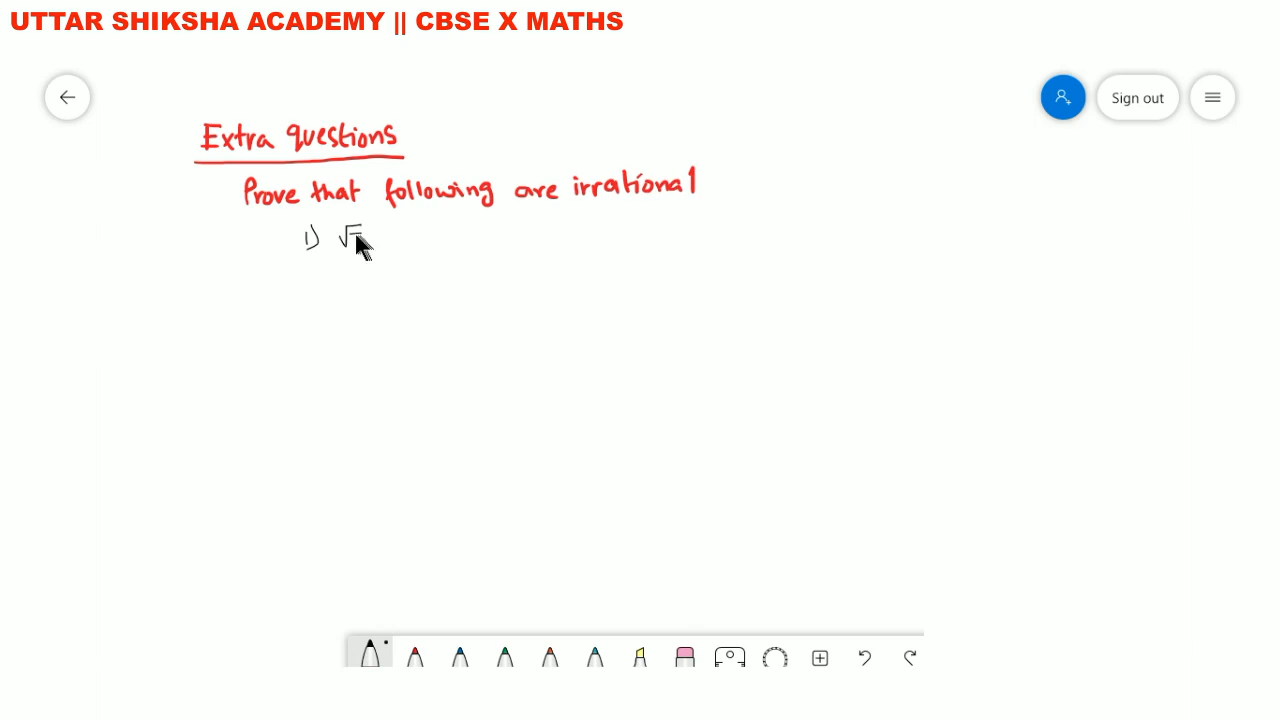 UTTAR SHIKSHA ACADEMY || CBSE X MATHS
Sign out
Extra questions
Prove that following are irrational
1) √